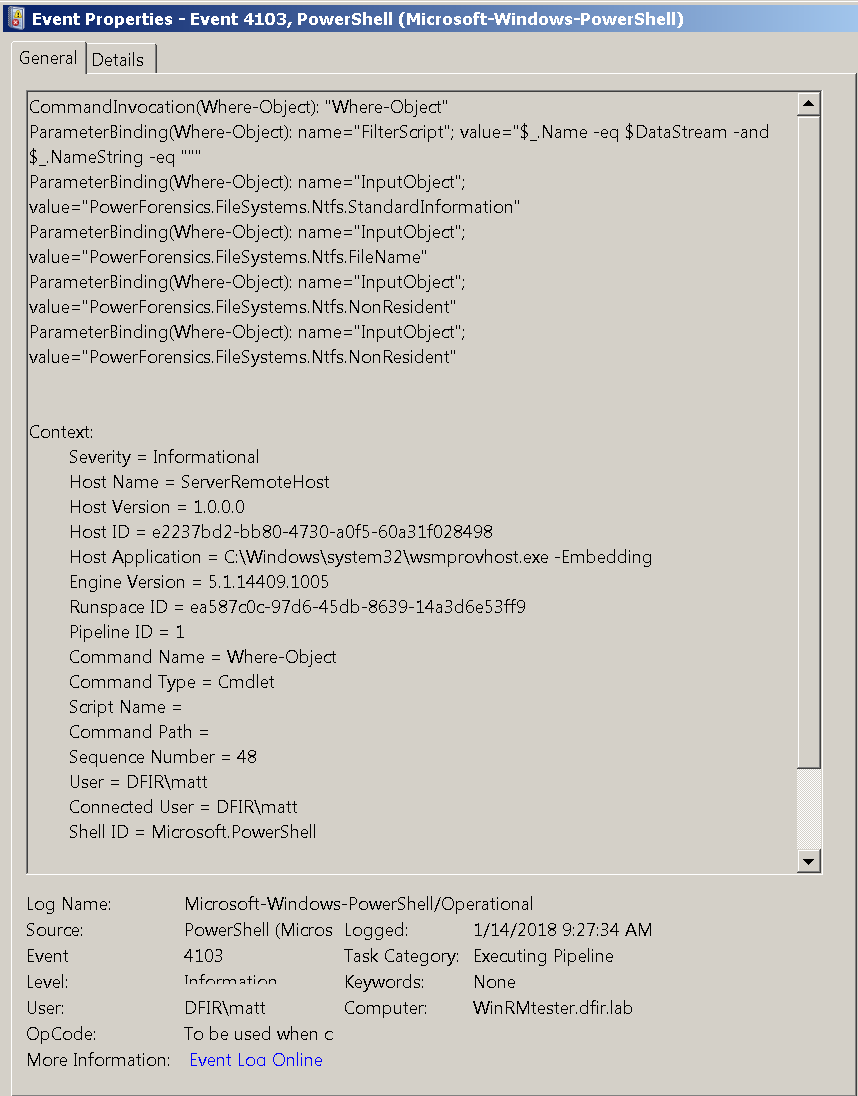 Event Properties - Event 4103, PowerShell (Microsoft-Windows-PowerShell)
General Details
CommandInvocation(Where-Object): "Where-Object"
ParameterBinding(Where-Object): name="FilterScript"; value="$_.Name -eq $DataStream -and
$_.NameString -eq """
ParameterBinding(Where-Object): name="InputObject";
value="PowerForensics.FileSystems.Ntfs.StandardInformation"
ParameterBinding(Where-Object): name="InputObject";
value="PowerForensics.FileSystems.Ntfs.FileName"
ParameterBinding(Where-Object): name="InputObject";
value="PowerForensics.FileSystems.Ntfs.NonResident"
ParameterBinding(Where-Object): name="InputObject";
value="PowerForensics.FileSystems.Ntfs.NonResident"
Context:
Severity = Informational
Host Name = ServerRemoteHost
Host Version = 1.0.0.0
Host ID = e2237bd2-bb80-4730-a0f5-60a31f028498
Host Application = C:\Windows\system32\wsmprovhost.exe -Embedding
Engine Version = 5.1.14409.1005
Runspace ID = ea587c0c-97d6-45db-8639-14a3d6e53ff9
Pipeline ID = 1
Command Name = Where-Object
Command Type = Cmdlet
Script Name =
Command Path =
Sequence Number = 48
User = DFIR\matt
Connected User = DFIR\matt
Shell ID = Microsoft.PowerShell
Log Name: Microsoft-Windows-PowerShell/Operational
Source: PowerShell (Micros Logged: 1/14/2018 9:27:34 AM
Event 4103 Task Category: Executing Pipeline
Level: Information Keywords: None
User: DFIR\matt Computer: WinRMtester.dfir.lab
OpCode: To be used when c
More Information: Event Log Online